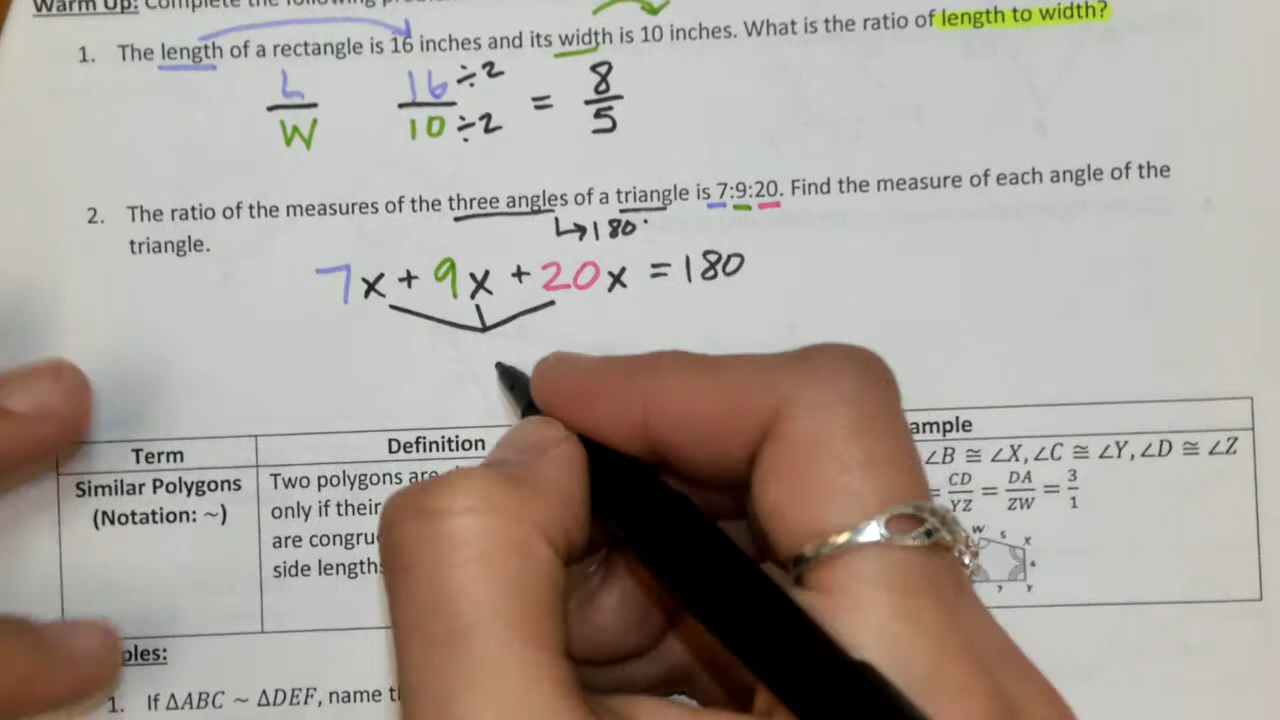 Warm Up: Complete the following
1. The length of a rectangle is 16 inches and its width is 10 inches. What is the ratio of length to width?
L/W 16÷2/10÷2 = 8/5
2. The ratio of the measures of the three angles of a triangle is 7:9:20. Find the measure of each angle of the
triangle.
↳180°
7x + 9x + 20x = 180
Term Definition
Similar Polygons
(Notation: ~)
Two polygons are
only if their
are
side
∠B ≅ ∠X, ∠C ≅ ∠Y, ∠D ≅ ∠Z
= CD/YZ = DA/ZW = 3/1
W 5 X
Y
1. If ΔABC ~ ΔDEF, name